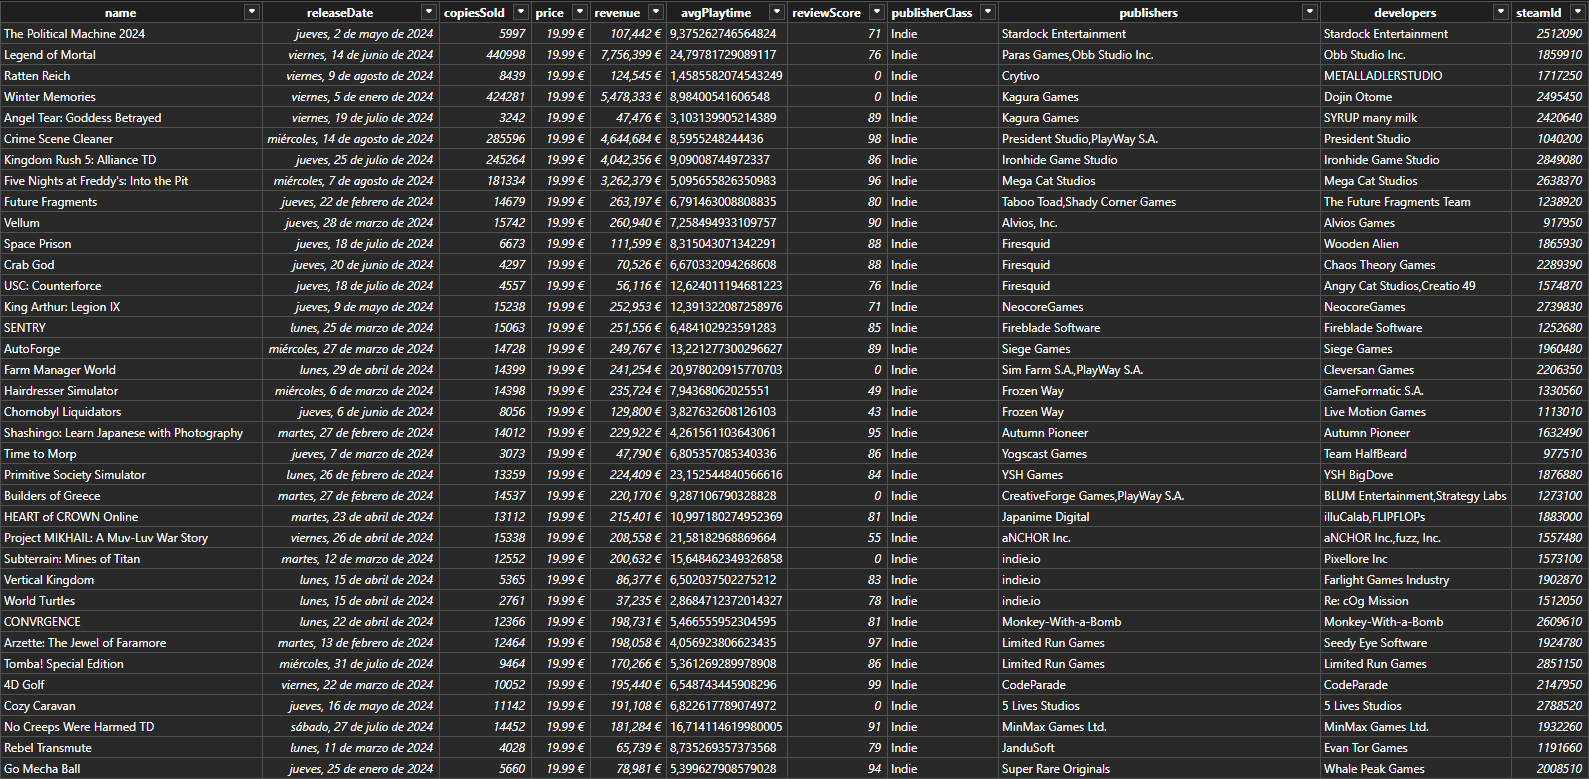 name releaseDate copiesSold price revenue avgPlaytime reviewScore publisherClass publishers developers steamId
The Political Machine 2024 jueves, 2 de mayo de 2024 5997 19.99 € 107,442 € 9,375262746564824 71 Indie Stardock Entertainment Stardock Entertainment 2512090
Legend of Mortal viernes, 14 de junio de 2024 440998 19.99 € 7,756,399 € 24,79781729089117 76 Indie Paras Games,Obb Studio Inc. Obb Studio Inc. 1859910
Ratten Reich viernes, 9 de agosto de 2024 8439 19.99 € 124,545 € 1,4585582074543249 0 Indie Crytivo METALLADLERSTUDIO 1717250
Winter Memories viernes, 5 de enero de 2024 424281 19.99 € 5,478,333 € 8,98400541606548 0 Indie Kagura Games Dojin Otome 2495450
Angel Tear: Goddess Betrayed viernes, 19 de julio de 2024 3242 19.99 € 47,476 € 3,103139905214389 89 Indie Kagura Games SYRUP many milk 2420640
Crime Scene Cleaner miércoles, 14 de agosto de 2024 285596 19.99 € 4,644,684 € 8,5955248244436 98 Indie President Studio,PlayWay S.A. President Studio 1040200
Kingdom Rush 5: Alliance TD jueves, 25 de julio de 2024 245264 19.99 € 4,042,356 € 9,09008744972337 86 Indie Ironhide Game Studio Ironhide Game Studio 2849080
Five Nights at Freddy's: Into the Pit miércoles, 7 de agosto de 2024 181334 19.99 € 3,262,379 € 5,095655826350983 96 Indie Mega Cat Studios Mega Cat Studios 2638370
Future Fragments jueves, 22 de febrero de 2024 14679 19.99 € 263,197 € 6,791463008808835 80 Indie Taboo Toad,Shady Corner Games The Future Fragments Team 1238920
Vellum jueves, 28 de marzo de 2024 15742 19.99 € 260,940 € 7,258494933109757 90 Indie Alvios, Inc. Alvios Games 917950
Space Prison jueves, 18 de julio de 2024 6673 19.99 € 111,599 € 8,315043071342291 88 Indie Firesquid Wooden Alien 1865930
Crab God jueves, 20 de junio de 2024 4297 19.99 € 70,526 € 6,670332094268608 88 Indie Firesquid Chaos Theory Games 2289390
USC: Counterforce jueves, 18 de julio de 2024 4557 19.99 € 56,116 € 12,624011194681223 76 Indie Firesquid Angry Cat Studios,Creatio 49 1574870
King Arthur: Legion IX jueves, 9 de mayo de 2024 15238 19.99 € 252,953 € 12,391322087258976 71 Indie NeocoreGames NeocoreGames 2739830
SENTRY lunes, 25 de marzo de 2024 15063 19.99 € 251,556 € 6,484102923591283 85 Indie Fireblade Software Fireblade Software 1252680
AutoForge miércoles, 27 de marzo de 2024 14728 19.99 € 249,767 € 13,221277300296627 89 Indie Siege Games Siege Games 1960480
Farm Manager World lunes, 29 de abril de 2024 14399 19.99 € 241,254 € 20,978020915770703 0 Indie Sim Farm S.A.,PlayWay S.A. Cleversan Games 2206350
Hairdresser Simulator miércoles, 6 de marzo de 2024 14398 19.99 € 235,724 € 7,94368062025551 49 Indie Frozen Way GameFormatic S.A. 1330560
Chornobyl Liquidators jueves, 6 de junio de 2024 8056 19.99 € 129,800 € 3,827632608126103 43 Indie Frozen Way Live Motion Games 1113010
Shashingo: Learn Japanese with Photography martes, 27 de febrero de 2024 14012 19.99 € 229,922 € 4,261561103643061 95 Indie Autumn Pioneer Autumn Pioneer 1632490
Time to Morp jueves, 7 de marzo de 2024 3073 19.99 € 47,790 € 6,805357085340336 86 Indie Yogscast Games Team HalfBeard 977510
Primitive Society Simulator lunes, 26 de febrero de 2024 13359 19.99 € 224,409 € 23,152544840566616 84 Indie YSH Games YSH BigDove 1876880
Builders of Greece martes, 27 de febrero de 2024 14537 19.99 € 220,170 € 9,287106790328828 0 Indie CreativeForge Games,PlayWay S.A. BLUM Entertainment,Strategy Labs 1273100
HEART of CROWN Online martes, 23 de abril de 2024 13112 19.99 € 215,401 € 10,997180274952369 81 Indie Japanime Digital illuCalab,FLIPFLOPs 1883000
Project MIKHAIL: A Muv-Luv War Story viernes, 26 de abril de 2024 15338 19.99 € 208,558 € 21,58182968869664 55 Indie aNCHOR Inc. aNCHOR Inc.,fuzz, Inc. 1557480
Subterrain: Mines of Titan martes, 12 de marzo de 2024 12552 19.99 € 200,632 € 15,648462349326858 0 Indie indie.io Pixellore Inc 1573100
Vertical Kingdom lunes, 15 de abril de 2024 5365 19.99 € 86,377 € 6,502037502275212 83 Indie indie.io Farlight Games Industry 1902870
World Turtles lunes, 15 de abril de 2024 2761 19.99 € 37,235 € 2,8684712372014327 78 Indie indie.io Re: cOg Mission 1512050
CONVRGENCE lunes, 22 de abril de 2024 12366 19.99 € 198,731 € 5,466555952304595 81 Indie Monkey-With-a-Bomb Monkey-With-a-Bomb 2609610
Arzette: The Jewel of Faramore martes, 13 de febrero de 2024 12464 19.99 € 198,058 € 4,056923806623435 97 Indie Limited Run Games Seedy Eye Software 1924780
Tomba! Special Edition miércoles, 31 de julio de 2024 9464 19.99 € 170,266 € 5,361269289978908 86 Indie Limited Run Games Limited Run Games 2851150
4D Golf viernes, 22 de marzo de 2024 10052 19.99 € 195,440 € 6,548743445908296 99 Indie CodeParade CodeParade 2147950
Cozy Caravan jueves, 16 de mayo de 2024 11142 19.99 € 191,108 € 6,822617789074972 0 Indie 5 Lives Studios 5 Lives Studios 2788520
No Creeps Were Harmed TD sábado, 27 de julio de 2024 14452 19.99 € 181,284 € 16,714114619980005 91 Indie MinMax Games Ltd. MinMax Games Ltd. 1932260
Rebel Transmute lunes, 11 de marzo de 2024 4028 19.99 € 65,739 € 8,735269357373568 79 Indie JanduSoft Evan Tor Games 1191660
Go Mecha Ball jueves, 25 de enero de 2024 5660 19.99 € 78,981 € 5,399627908579028 94 Indie Super Rare Originals Whale Peak Games 2008510